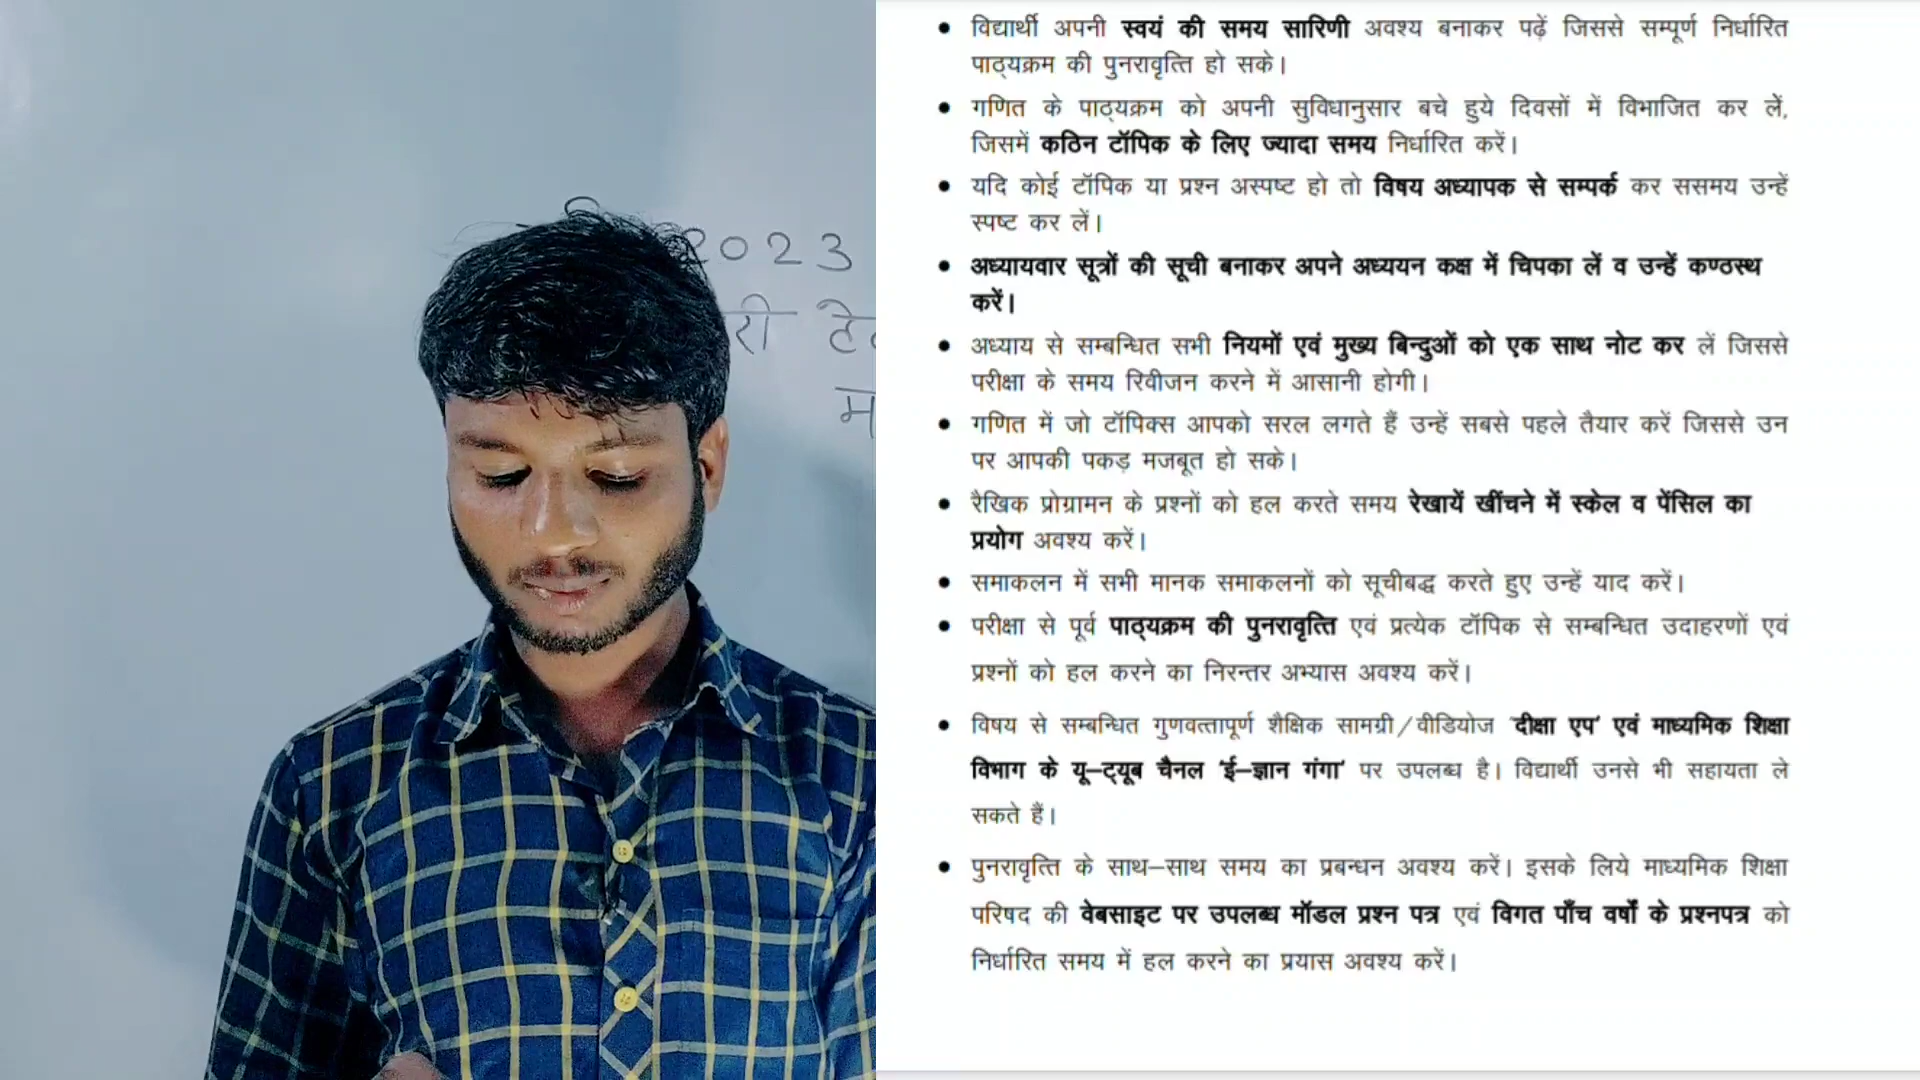 2023
री
विद्यार्थी अपनी स्वयं की समय सारिणी अवश्य बनाकर पढ़ें जिससे सम्पूर्ण निर्धारित
पाठ्यक्रम की पुनरावृत्ति हो सके।
गणित के पाठ्यक्रम को अपनी सुविधानुसार बचे हुये दिवसों में विभाजित कर लें,
जिसमें कठिन टॉपिक के लिए ज्यादा समय निर्धारित करें।
यदि कोई टॉपिक या प्रश्न अस्पष्ट हो तो विषय अध्यापक से सम्पर्क कर ससमय उन्हें
स्पष्ट कर लें।
अध्यायवार सूत्रों की सूची बनाकर अपने अध्ययन कक्ष में चिपका लें व उन्हें कण्ठस्थ
करें।
अध्याय से सम्बन्धित सभी नियमों एवं मुख्य बिन्दुओं को एक साथ नोट कर लें जिससे
परीक्षा के समय रिवीजन करने में आसानी होगी।
गणित में जो टॉपिक्स आपको सरल लगते हैं उन्हें सबसे पहले तैयार करें जिससे उन
पर आपकी पकड़ मजबूत हो सके।
रैखिक प्रोग्रामन के प्रश्नों को हल करते समय रेखायें खींचने में स्केल व पेंसिल का
प्रयोग अवश्य करें।
समाकलन में सभी मानक समाकलनों को सूचीबद्ध करते हुए उन्हें याद करें।
परीक्षा से पूर्व पाठ्यक्रम की पुनरावृत्ति एवं प्रत्येक टॉपिक से सम्बन्धित उदाहरणों एवं
प्रश्नों को हल करने का निरन्तर अभ्यास अवश्य करें।
विषय से सम्बन्धित गुणवत्तापूर्ण शैक्षिक सामग्री/वीडियोज 'दीक्षा एप' एवं माध्यमिक शिक्षा
विभाग के यू–ट्यूब चैनल 'ई–ज्ञान गंगा' पर उपलब्ध है। विद्यार्थी उनसे भी सहायता ले
सकते हैं।
पुनरावृत्ति के साथ–साथ समय का प्रबन्धन अवश्य करें। इसके लिये माध्यमिक शिक्षा
परिषद की वेबसाइट पर उपलब्ध मॉडल प्रश्न पत्र एवं विगत पाँच वर्षों के प्रश्नपत्र को
निर्धारित समय में हल करने का प्रयास अवश्य करें।